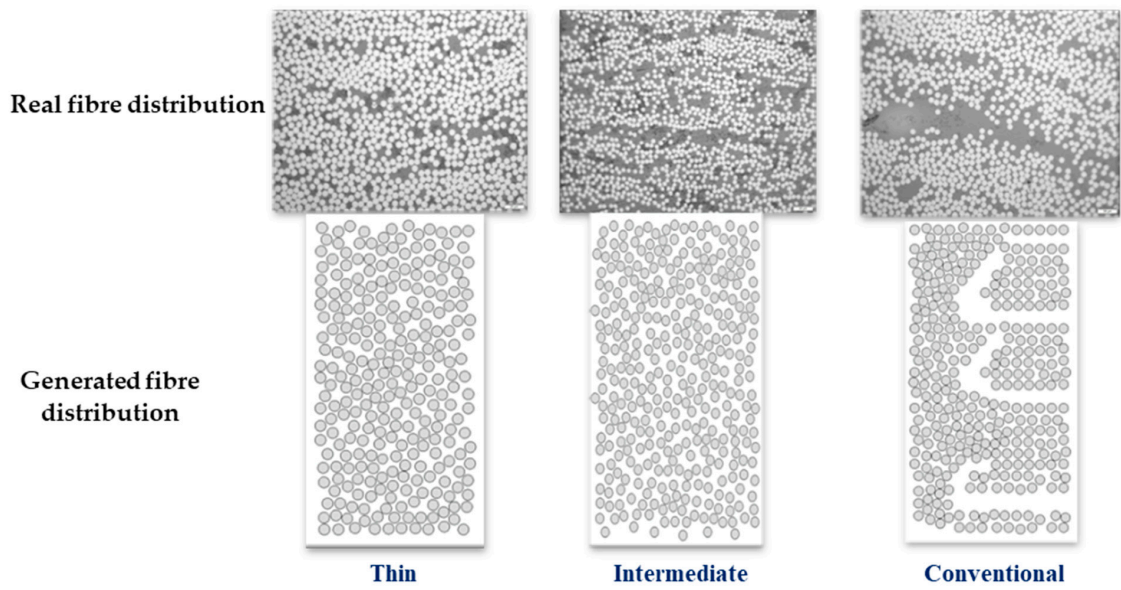 Real fibre distribution
Generated fibre
distribution
Thin
Intermediate
Conventional